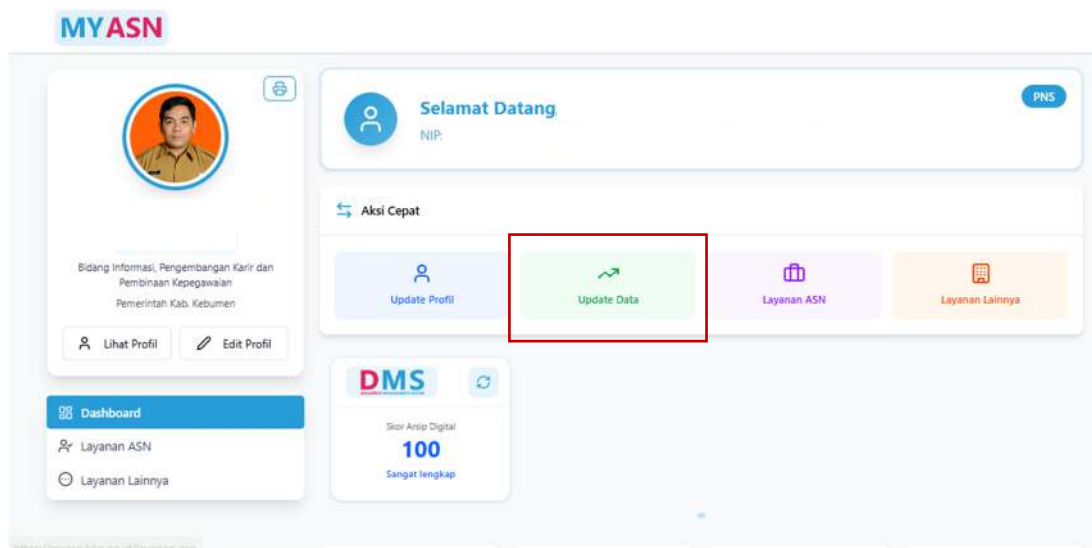 MYASN
Selamat Datang
NIP:
PNS
Bidang Informasi, Pengembangan Karir dan
Pembinaan Kepegawaian
Pemerintah Kab. Kebumen
Lihat Profil
Edit Profil
Dashboard
Layanan ASN
Layanan Lainnya
Aksi Cepat
Update Profil
Update Data
Layanan ASN
Layanan Lainnya
DMS
Skor Arsip Digital
100
Sangat lengkap